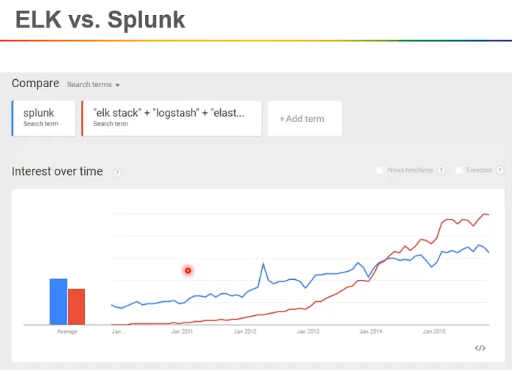 ELK vs. Splunk
Compare Search terms
splunk
Search term
"elk stack" + "logstash" + "elast...
Search term
+Add term
Interest over time ?
News headlines ? Forecast ?
Average Jan... Jan 2011 Jan 2012 Jan 2013 Jan 2014 Jan 2015
</>